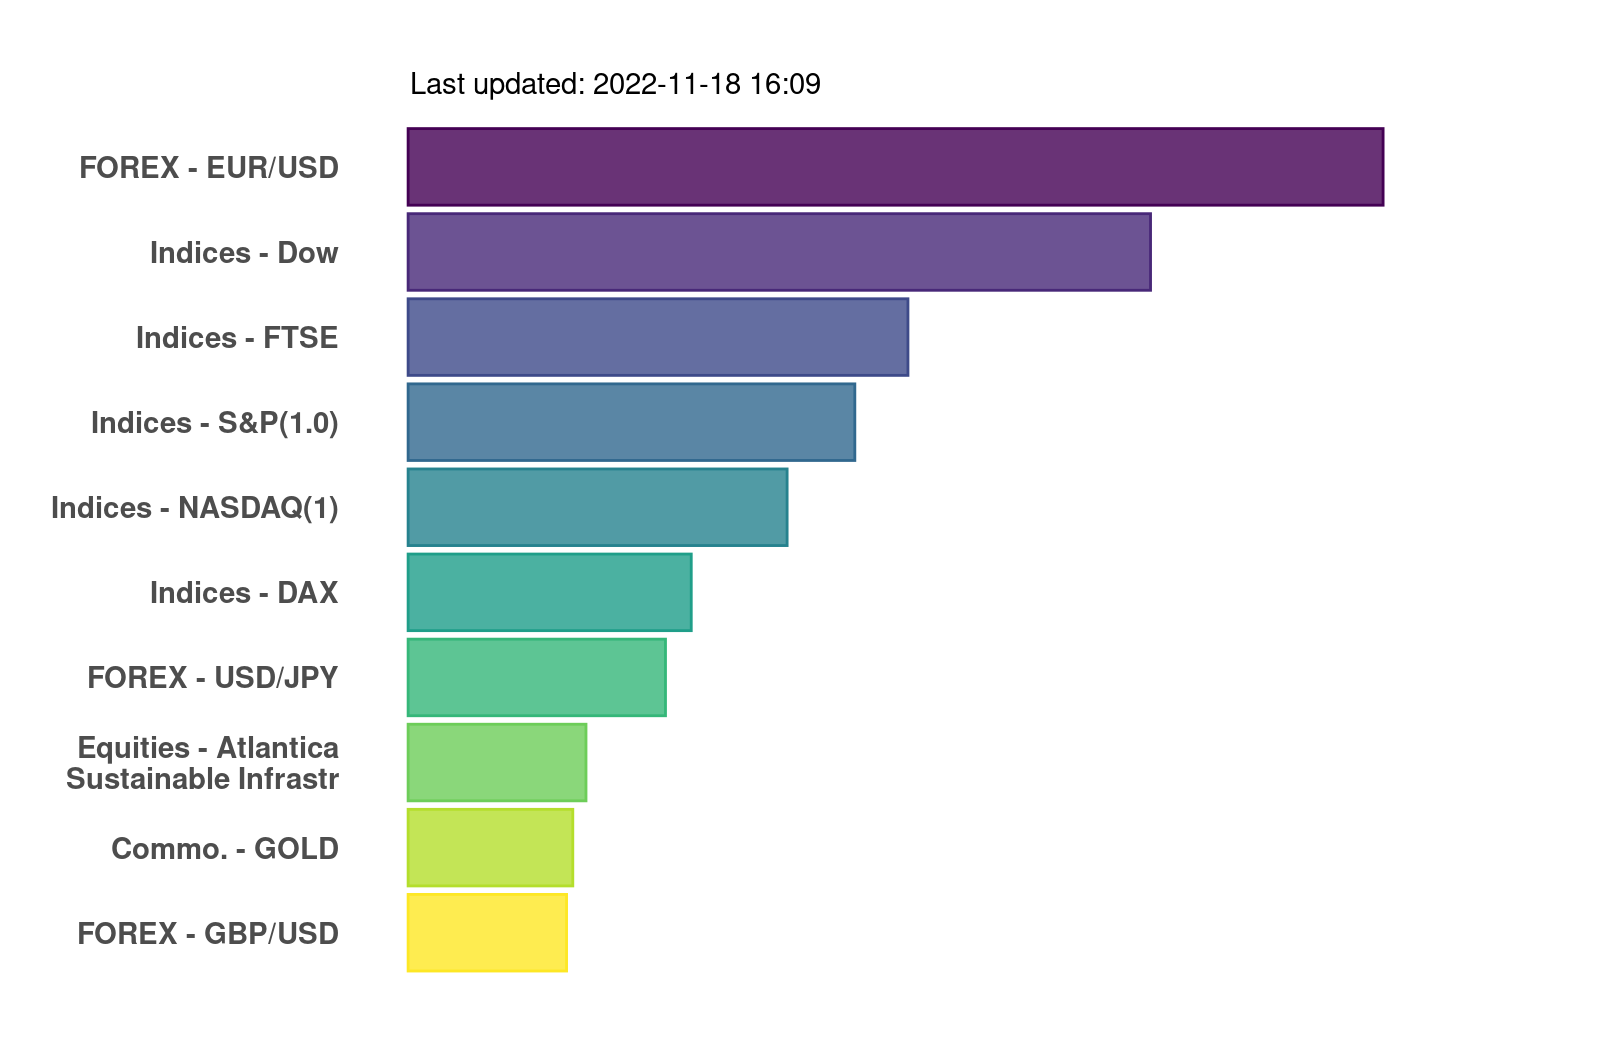 Last updated: 2022-11-18 16:09
FOREX - EUR/USD
Indices - Dow
Indices - FTSE
Indices - S&P(1.0)
Indices - NASDAQ(1)
Indices - DAX
FOREX - USD/JPY
Equities - Atlantica
Sustainable Infrastr
Commo. - GOLD
FOREX - GBP/USD